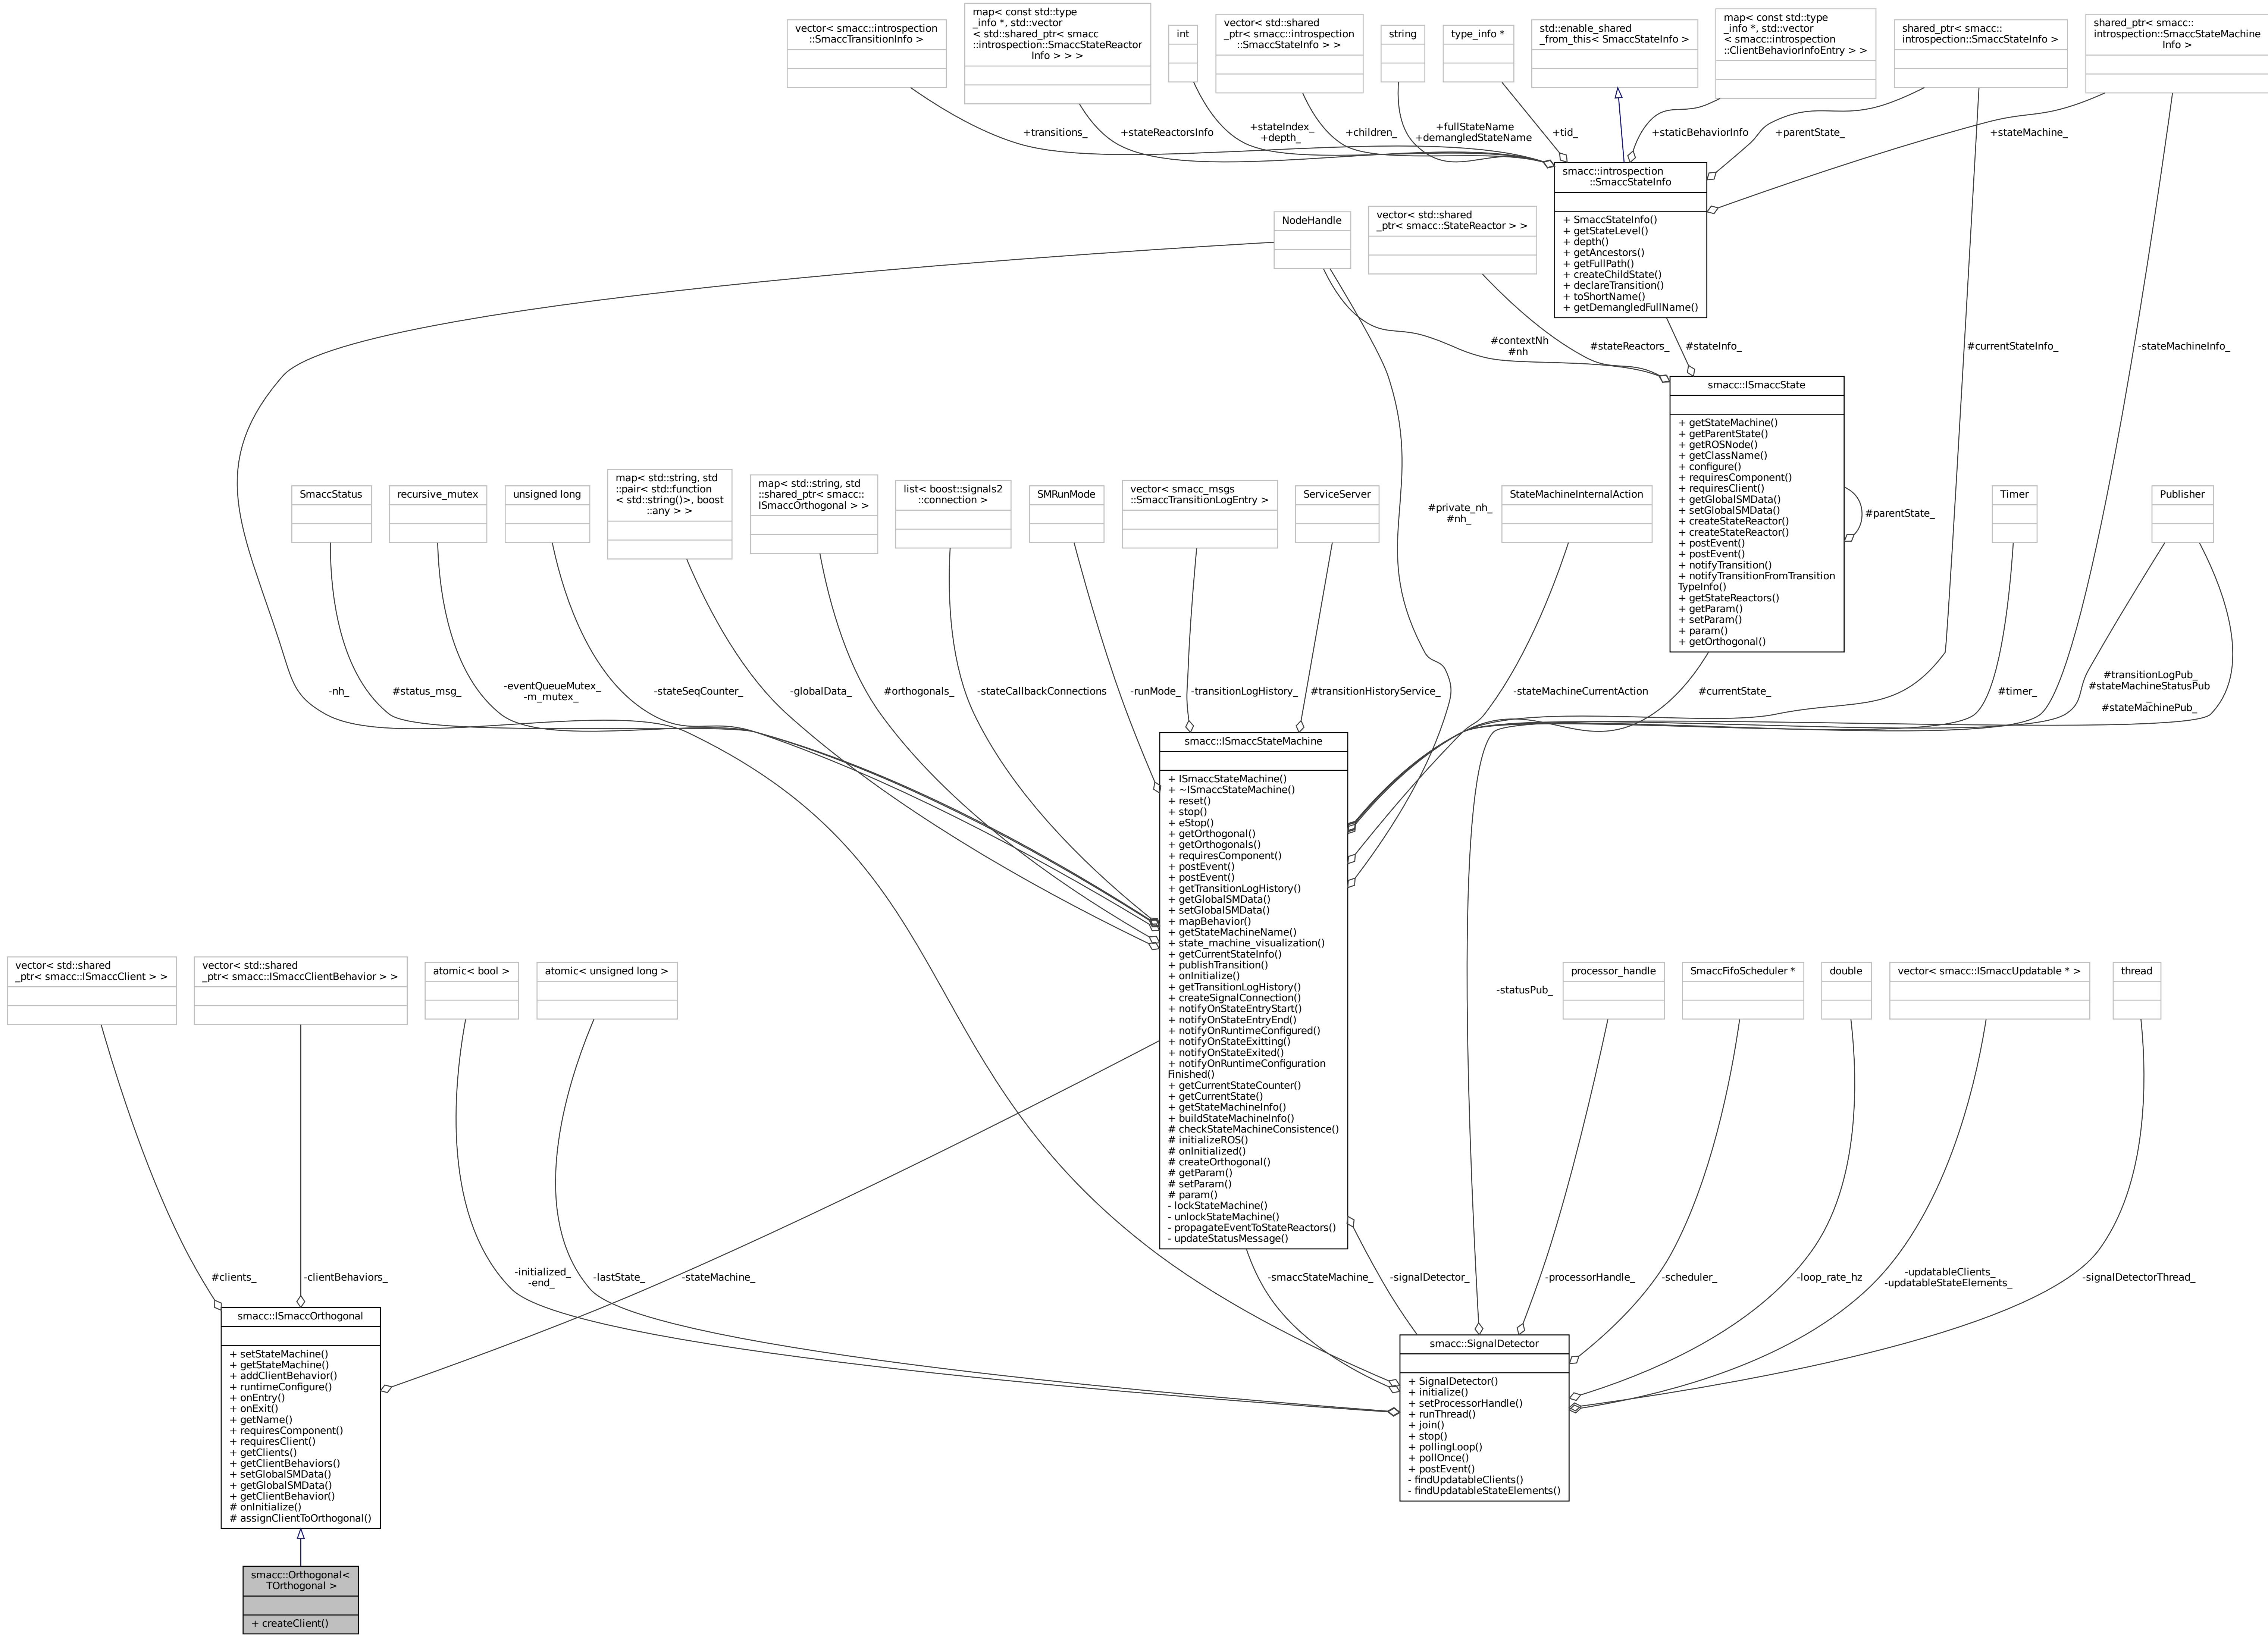 vector< smacc::introspection
::SmaccTransitionInfo >
map< const std::type
_info *, std::vector
< std::shared_ptr< smacc
::introspection::SmaccStateReactor
Info > > >
int
vector< std::shared
_ptr< smacc::introspection
::SmaccStateInfo > >
string
type_info *
std::enable_shared
_from_this< SmaccStateInfo >
map< const std::type
_info *, std::vector
< smacc::introspection
::ClientBehaviorInfoEntry > >
shared_ptr< smacc::
introspection::SmaccStateInfo >
shared_ptr< smacc::
introspection::SmaccStateMachine
Info >
+transitions_
+stateReactorsInfo
+stateIndex_
+depth_
+children_
+fullStateName
+demangledStateName
+tid_
+staticBehaviorInfo
+parentState_
+stateMachine_
smacc::introspection
::SmaccStateInfo
+ SmaccStateInfo()
+ getStateLevel()
+ depth()
+ getAncestors()
+ getFullPath()
+ createChildState()
+ declareTransition()
+ toShortName()
+ getDemangledFullName()
NodeHandle
vector< std::shared
_ptr< smacc::StateReactor > >
#contextNh
#nh
#stateReactors_
#stateInfo_
#currentStateInfo_
-stateMachineInfo_
smacc::ISmaccState
+ getStateMachine()
+ getParentState()
+ getROSNode()
+ getClassName()
+ configure()
+ requiresComponent()
+ requiresClient()
+ getGlobalSMData()
+ setGlobalSMData()
+ createStateReactor()
+ createStateReactor()
+ postEvent()
+ postEvent()
+ notifyTransition()
+ notifyTransitionFromTransition
TypeInfo()
+ getStateReactors()
+ getParam()
+ setParam()
+ param()
+ getOrthogonal()
#parentState_
SmaccStatus
recursive_mutex
unsigned long
map< std::string, std
::pair< std::function
< std::string()>, boost
::any > >
map< std::string, std
::shared_ptr< smacc::
ISmaccOrthogonal > >
list< boost::signals2
::connection >
SMRunMode
vector< smacc_msgs
::SmaccTransitionLogEntry >
ServiceServer
#private_nh_
#nh_
StateMachineInternalAction
Timer
Publisher
-nh_
#status_msg_
-eventQueueMutex_
-m_mutex_
-stateSeqCounter_
-globalData_
#orthogonals_
-stateCallbackConnections
-runMode_
-transitionLogHistory_
#transitionHistoryService_
-stateMachineCurrentAction
#currentState_
#timer_
#transitionLogPub_
#stateMachineStatusPub
_
#stateMachinePub_
smacc::ISmaccStateMachine
+ ISmaccStateMachine()
+ ~ISmaccStateMachine()
+ reset()
+ stop()
+ eStop()
+ getOrthogonal()
+ getOrthogonals()
+ requiresComponent()
+ postEvent()
+ postEvent()
+ getTransitionLogHistory()
+ getGlobalSMData()
+ setGlobalSMData()
+ mapBehavior()
+ getStateMachineName()
+ state_machine_visualization()
+ getCurrentStateInfo()
+ publishTransition()
+ onInitialize()
+ getTransitionLogHistory()
+ createSignalConnection()
+ notifyOnStateEntryStart()
+ notifyOnStateEntryEnd()
+ notifyOnRuntimeConfigured()
+ notifyOnStateExitting()
+ notifyOnStateExited()
+ notifyOnRuntimeConfiguration
Finished()
+ getCurrentStateCounter()
+ getCurrentState()
+ getStateMachineInfo()
+ buildStateMachineInfo()
# checkStateMachineConsistence()
# initializeROS()
# onInitialized()
# createOrthogonal()
# getParam()
# setParam()
# param()
- lockStateMachine()
- unlockStateMachine()
- propagateEventToStateReactors()
- updateStatusMessage()
vector< std::shared
_ptr< smacc::ISmaccClient > >
vector< std::shared
_ptr< smacc::ISmaccClientBehavior > >
atomic< bool >
atomic< unsigned long >
-statusPub_
processor_handle
SmaccFifoScheduler *
double
vector< smacc::ISmaccUpdatable * >
thread
#clients_
-clientBehaviors_
-initialized_
-end_
-lastState_
-stateMachine_
-smaccStateMachine_
-signalDetector_
-processorHandle_
-scheduler_
-loop_rate_hz
-updatableClients_
-updatableStateElements_
-signalDetectorThread_
smacc::ISmaccOrthogonal
+ setStateMachine()
+ getStateMachine()
+ addClientBehavior()
+ runtimeConfigure()
+ onEntry()
+ onExit()
+ getName()
+ requiresComponent()
+ requiresClient()
+ getClients()
+ getClientBehaviors()
+ setGlobalSMData()
+ getGlobalSMData()
+ getClientBehavior()
# onInitialize()
# assignClientToOrthogonal()
smacc::SignalDetector
+ SignalDetector()
+ initialize()
+ setProcessorHandle()
+ runThread()
+ join()
+ stop()
+ pollingLoop()
+ pollOnce()
+ postEvent()
- findUpdatableClients()
- findUpdatableStateElements()
smacc::Orthogonal<
TOrthogonal >
+ createClient()